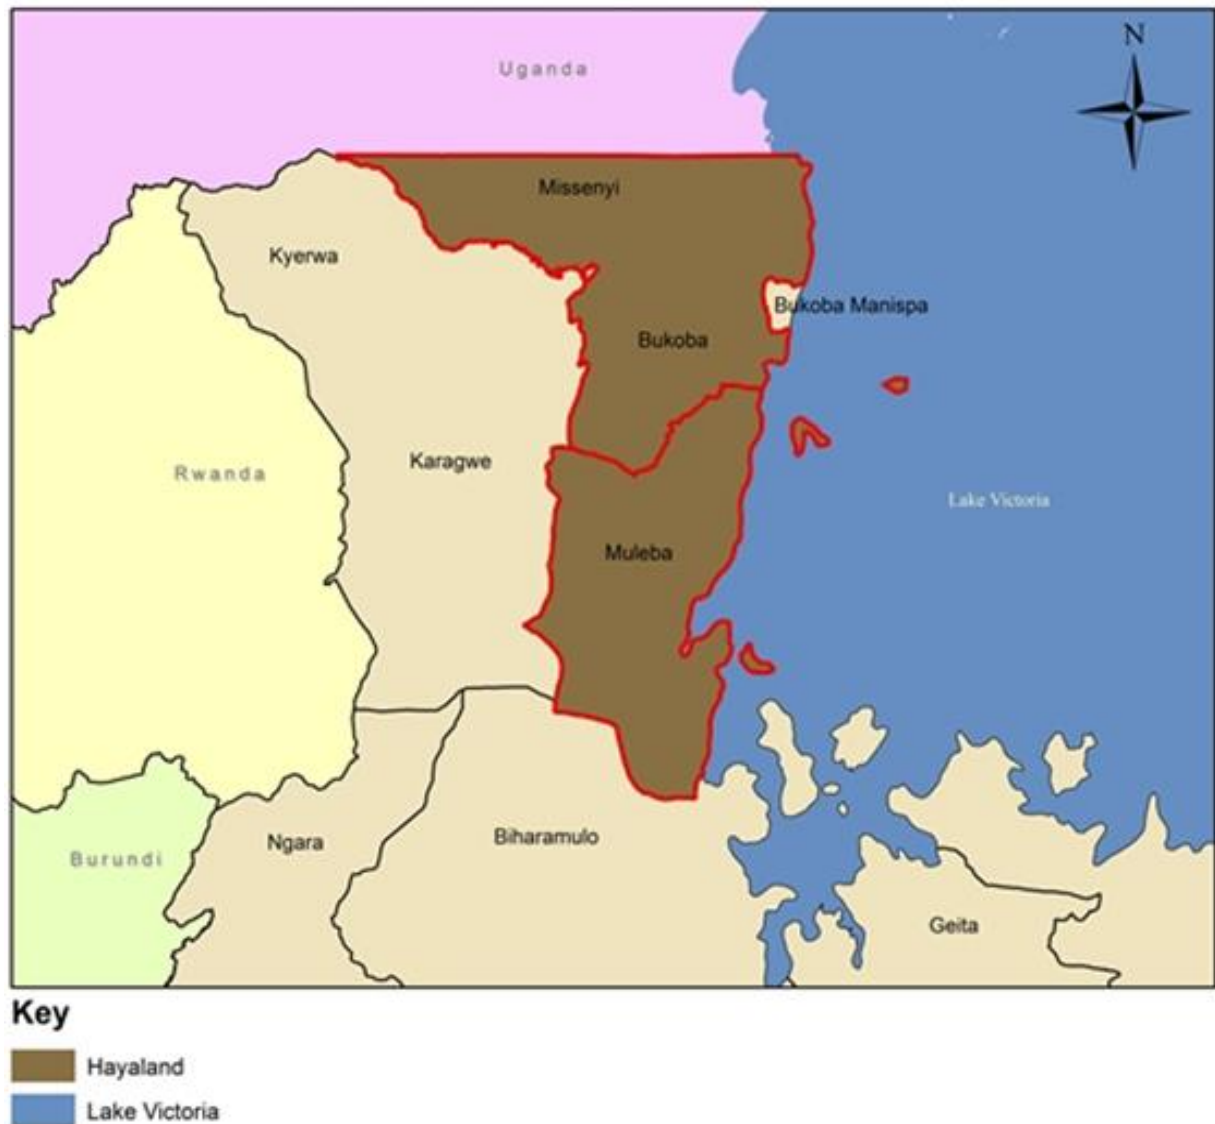 Uganda
N
Missenyi
Kyerwa
Bukoba Manispa
Bukoba
Karagwe
Rwanda
Lake Victoria
Muleba
Ngara
Biharamulo
Burundi
Geita
Key
Hayaland
Lake Victoria